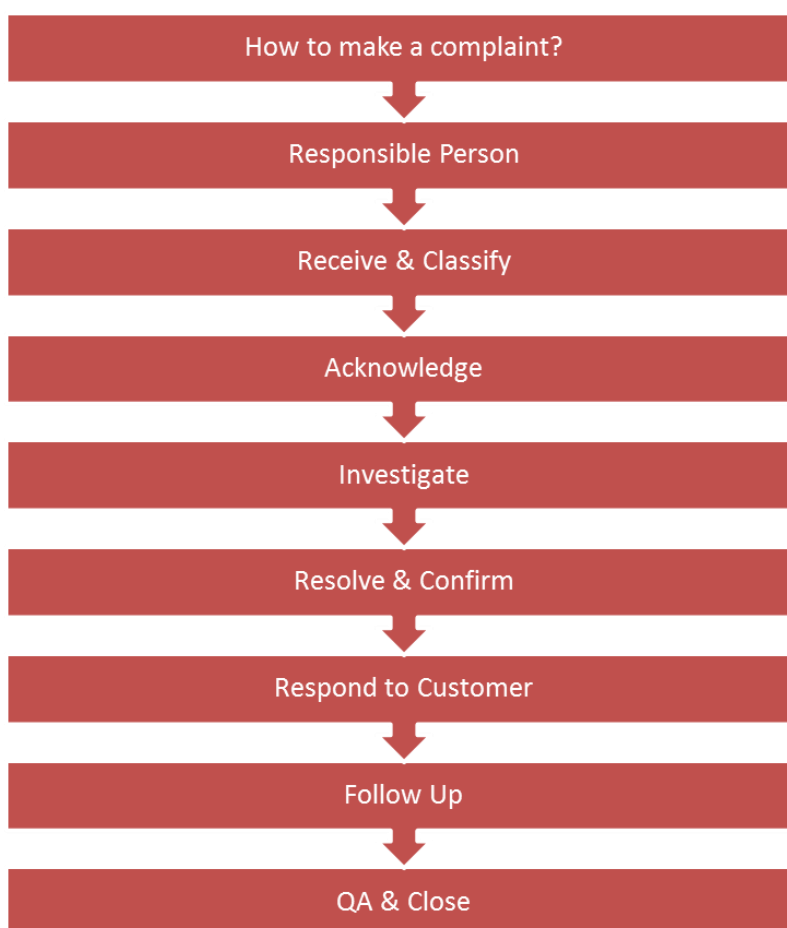 How to make a complaint?
Responsible Person
Receive & Classify
Acknowledge
Investigate
Resolve & Confirm
Respond to Customer
Follow Up
QA & Close